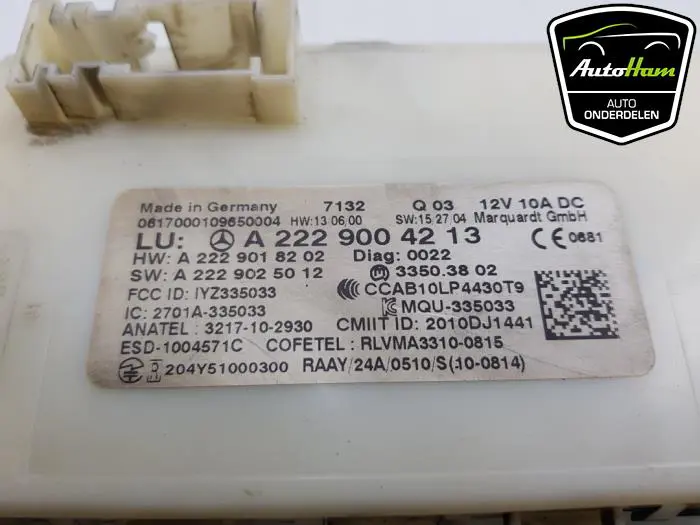 AutoHam
AUTO
ONDERDELEN
Made in Germany 7132 Q 03 12V 10A DC
0617000109650004 HW:13.06.00 SW:15.27.04 Marquardt GmbH
LU: A 222 900 42 13
HW: A 222 901 82 02 Diag: 0022 CE 0681
SW: A 222 902 50 12 3350.38 02
FCC ID: IYZ335033 CCAB10LP4430T9
IC: 2701A-335033 MQU-335033
ANATEL : 3217-10-2930 CMIIT ID: 2010DJ1441
ESD-1004571C COFETEL: RLVMA3310-0815
204Y51000300 RAAY/24A/0510/S(:10-0814)